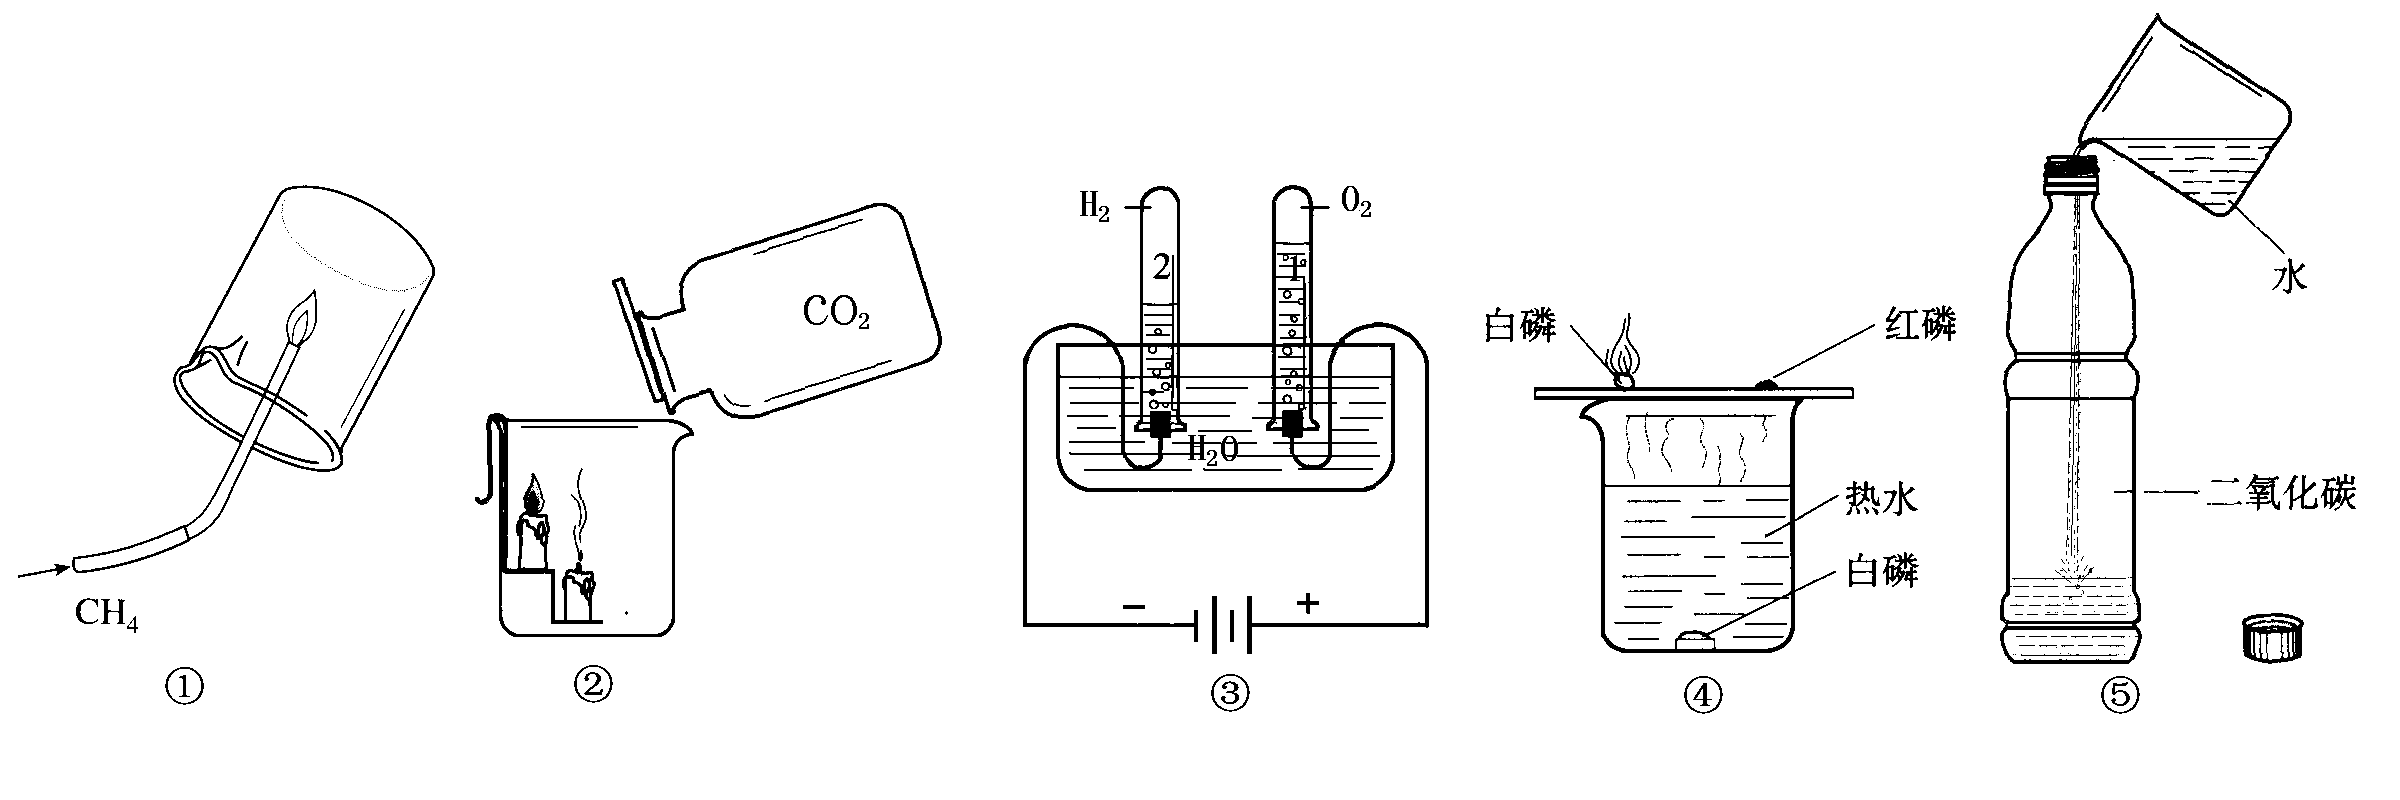 CH₄
①
CO₂
②
H₂
O₂
2
1
H₂O
−
+
③
白磷
红磷
热水
白磷
④
水
二氧化碳
⑤